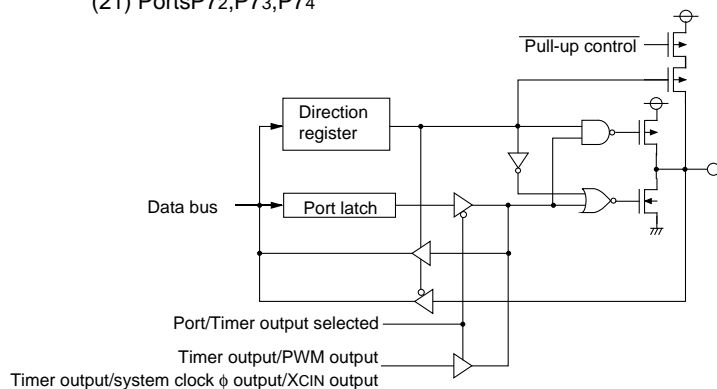 (21) PortsP72,P73,P74
Pull-up control
Direction
register
Data bus
Port latch
Port/Timer output selected
Timer output/PWM output
Timer output/system clock ϕ output/XCIN output